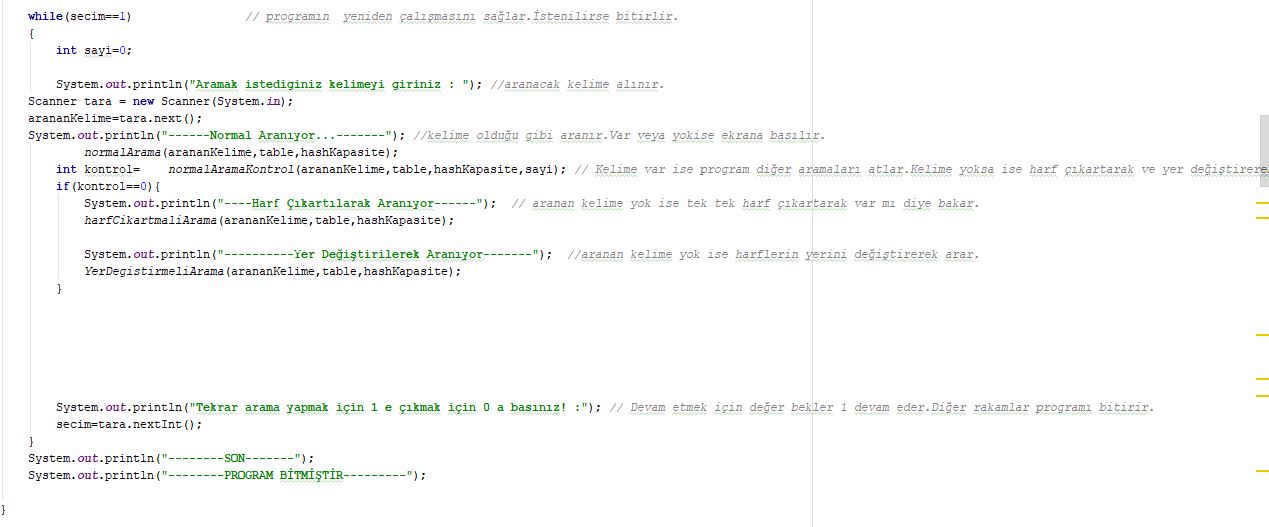 while(secim==1) // programın yeniden çalışmasını sağlar.İstenilirse bitirlir.
{
int sayi=0;
System.out.println("Aramak istediginiz kelimeyi giriniz : "); //aranacak kelime alınır.
Scanner tara = new Scanner(System.in);
arananKelime=tara.next();
System.out.println("------Normal Aranıyor...-------"); //kelime olduğu gibi aranır.Var veya yokise ekrana basılır.
normalArama(arananKelime,table,hashKapasite);
int kontrol= normalAramaKontrol(arananKelime,table,hashKapasite,sayi); // Kelime var ise program diğer aramaları atlar.Kelime yoksa ise harf çıkartarak ve yer değiştirere
if(kontrol==0){
System.out.println("----Harf Çıkartılarak Aranıyor------"); // aranan kelime yok ise tek tek harf çıkartarak var mı diye bakar.
harfCikartmaliArama(arananKelime,table,hashKapasite);
System.out.println("----------Yer Değiştirilerek Aranıyor-------"); //aranan kelime yok ise harflerin yerini değiştirerek arar.
YerDegistirmeliArama(arananKelime,table,hashKapasite);
}
System.out.println("Tekrar arama yapmak için 1 e çıkmak için 0 a basınız! :"); // Devam etmek için değer bekler 1 devam eder.Diğer rakamlar programı bitirir.
secim=tara.nextInt();
}
System.out.println("--------SON-------");
System.out.println("--------PROGRAM BİTMİŞTİR---------");
}